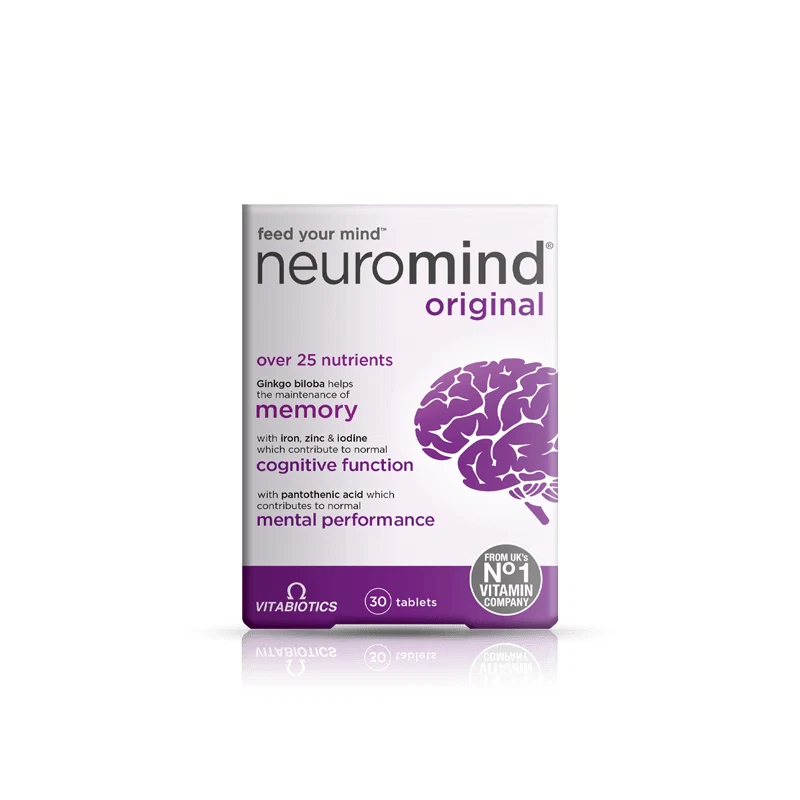 feed your mind™
neuromind®
original
over 25 nutrients
Ginkgo biloba helps
the maintenance of
memory
with iron, zinc & iodine
which contribute to normal
cognitive function
with pantothenic acid which
contributes to normal
mental performance
FROM UK's
Nº1
VITAMIN
COMPANY
VITABIOTICS
30 tablets